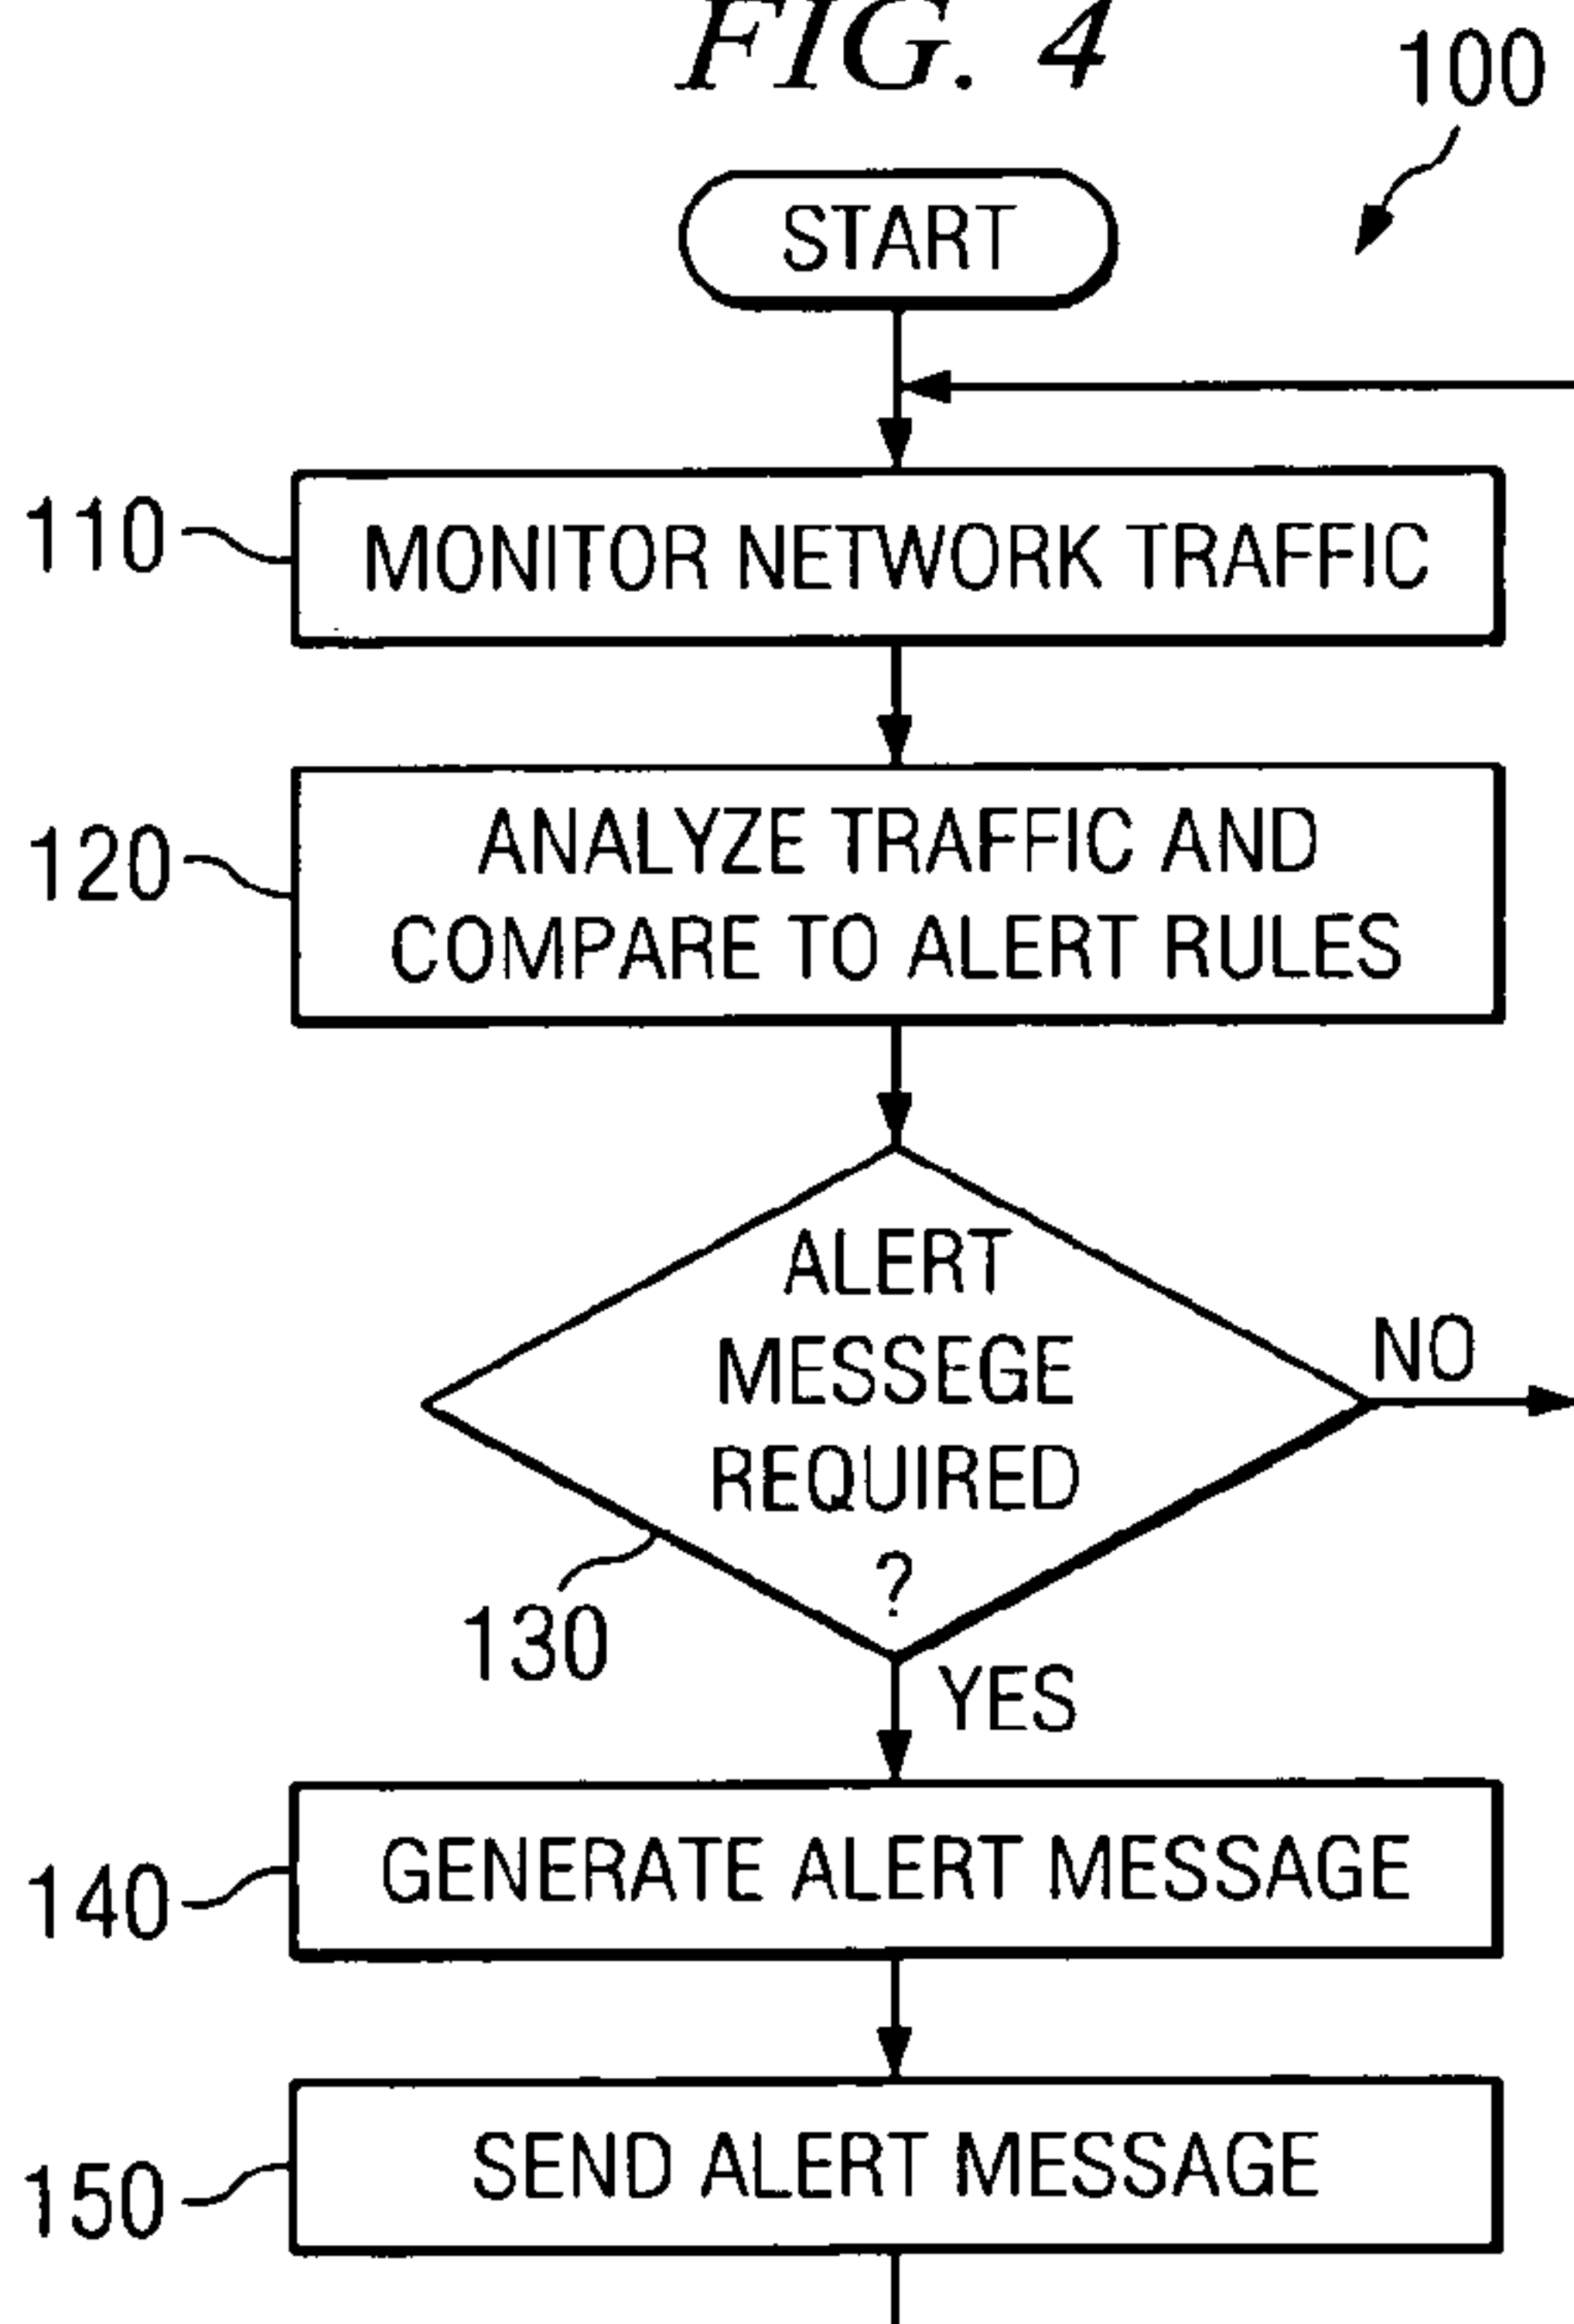 FIG. 4
100
START
110
MONITOR NETWORK TRAFFIC
120
ANALYZE TRAFFIC AND
COMPARE TO ALERT RULES
ALERT
MESSEGE
REQUIRED
?
NO
130
YES
140
GENERATE ALERT MESSAGE
150
SEND ALERT MESSAGE